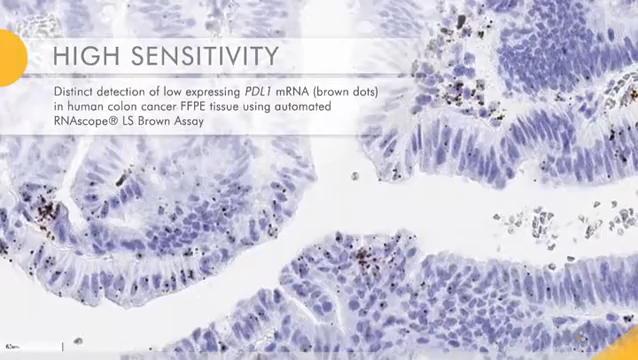 HIGH SENSITIVITY
Distinct detection of low expressing PDL1 mRNA (brown dots)
in human colon cancer FFPE tissue using automated
RNAscope® LS Brown Assay